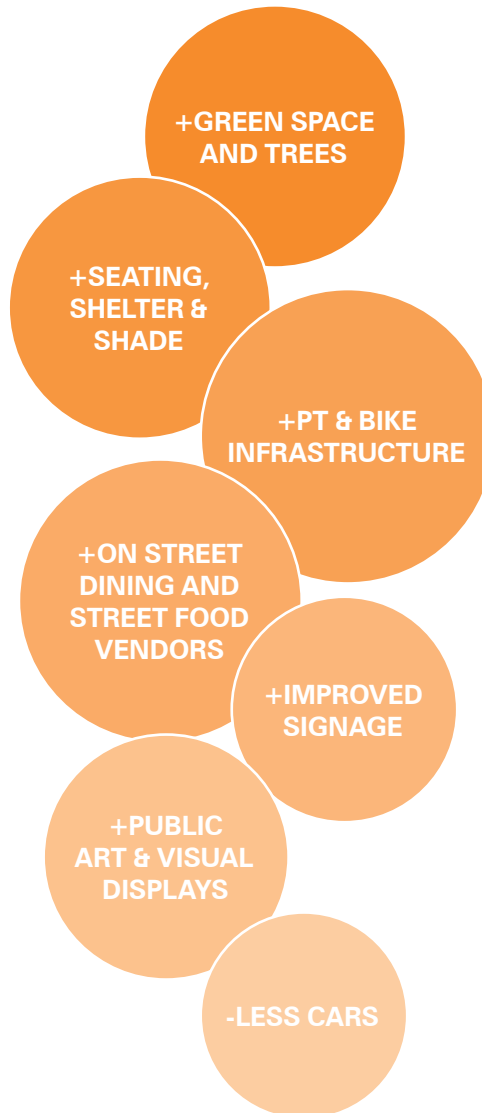 +GREEN SPACE
AND TREES
+SEATING,
SHELTER &
SHADE
+PT & BIKE
INFRASTRUCTURE
+ON STREET
DINING AND
STREET FOOD
VENDORS
+IMPROVED
SIGNAGE
+PUBLIC
ART & VISUAL
DISPLAYS
-LESS CARS